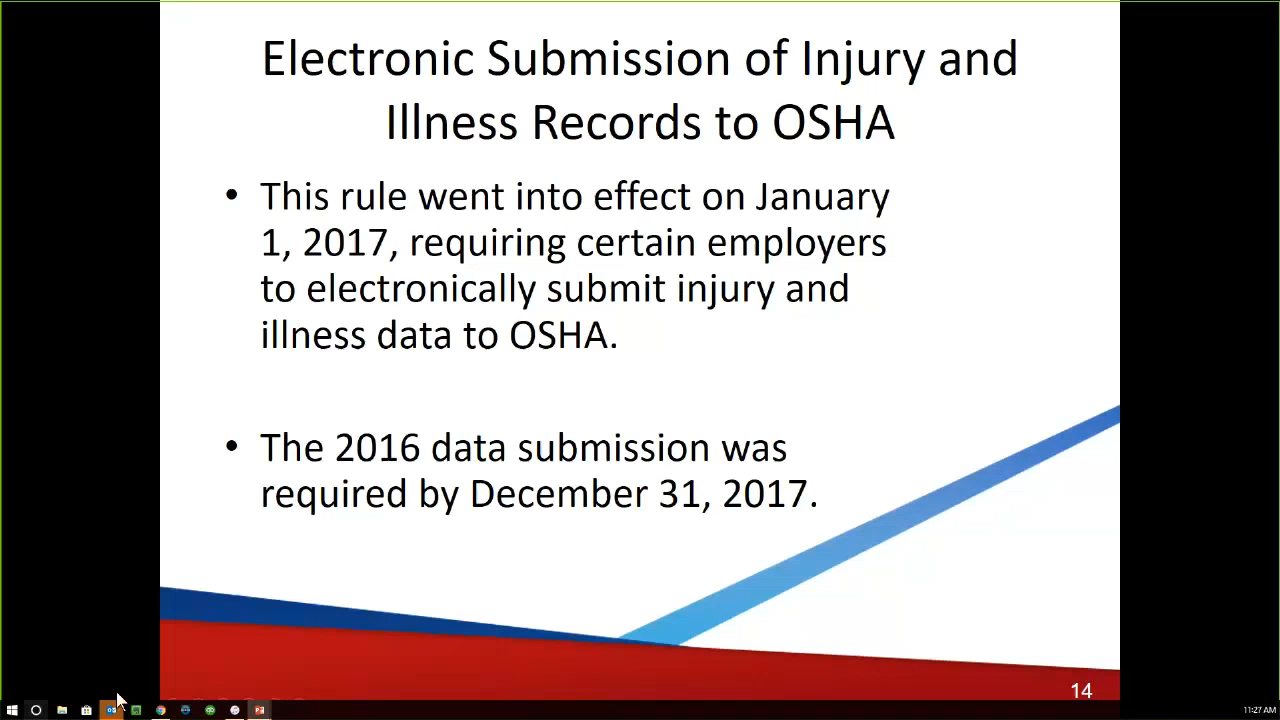 Electronic Submission of Injury and
Illness Records to OSHA
• This rule went into effect on January
1, 2017, requiring certain employers
to electronically submit injury and
illness data to OSHA.
• The 2016 data submission was
required by December 31, 2017.
14
11:27 AM